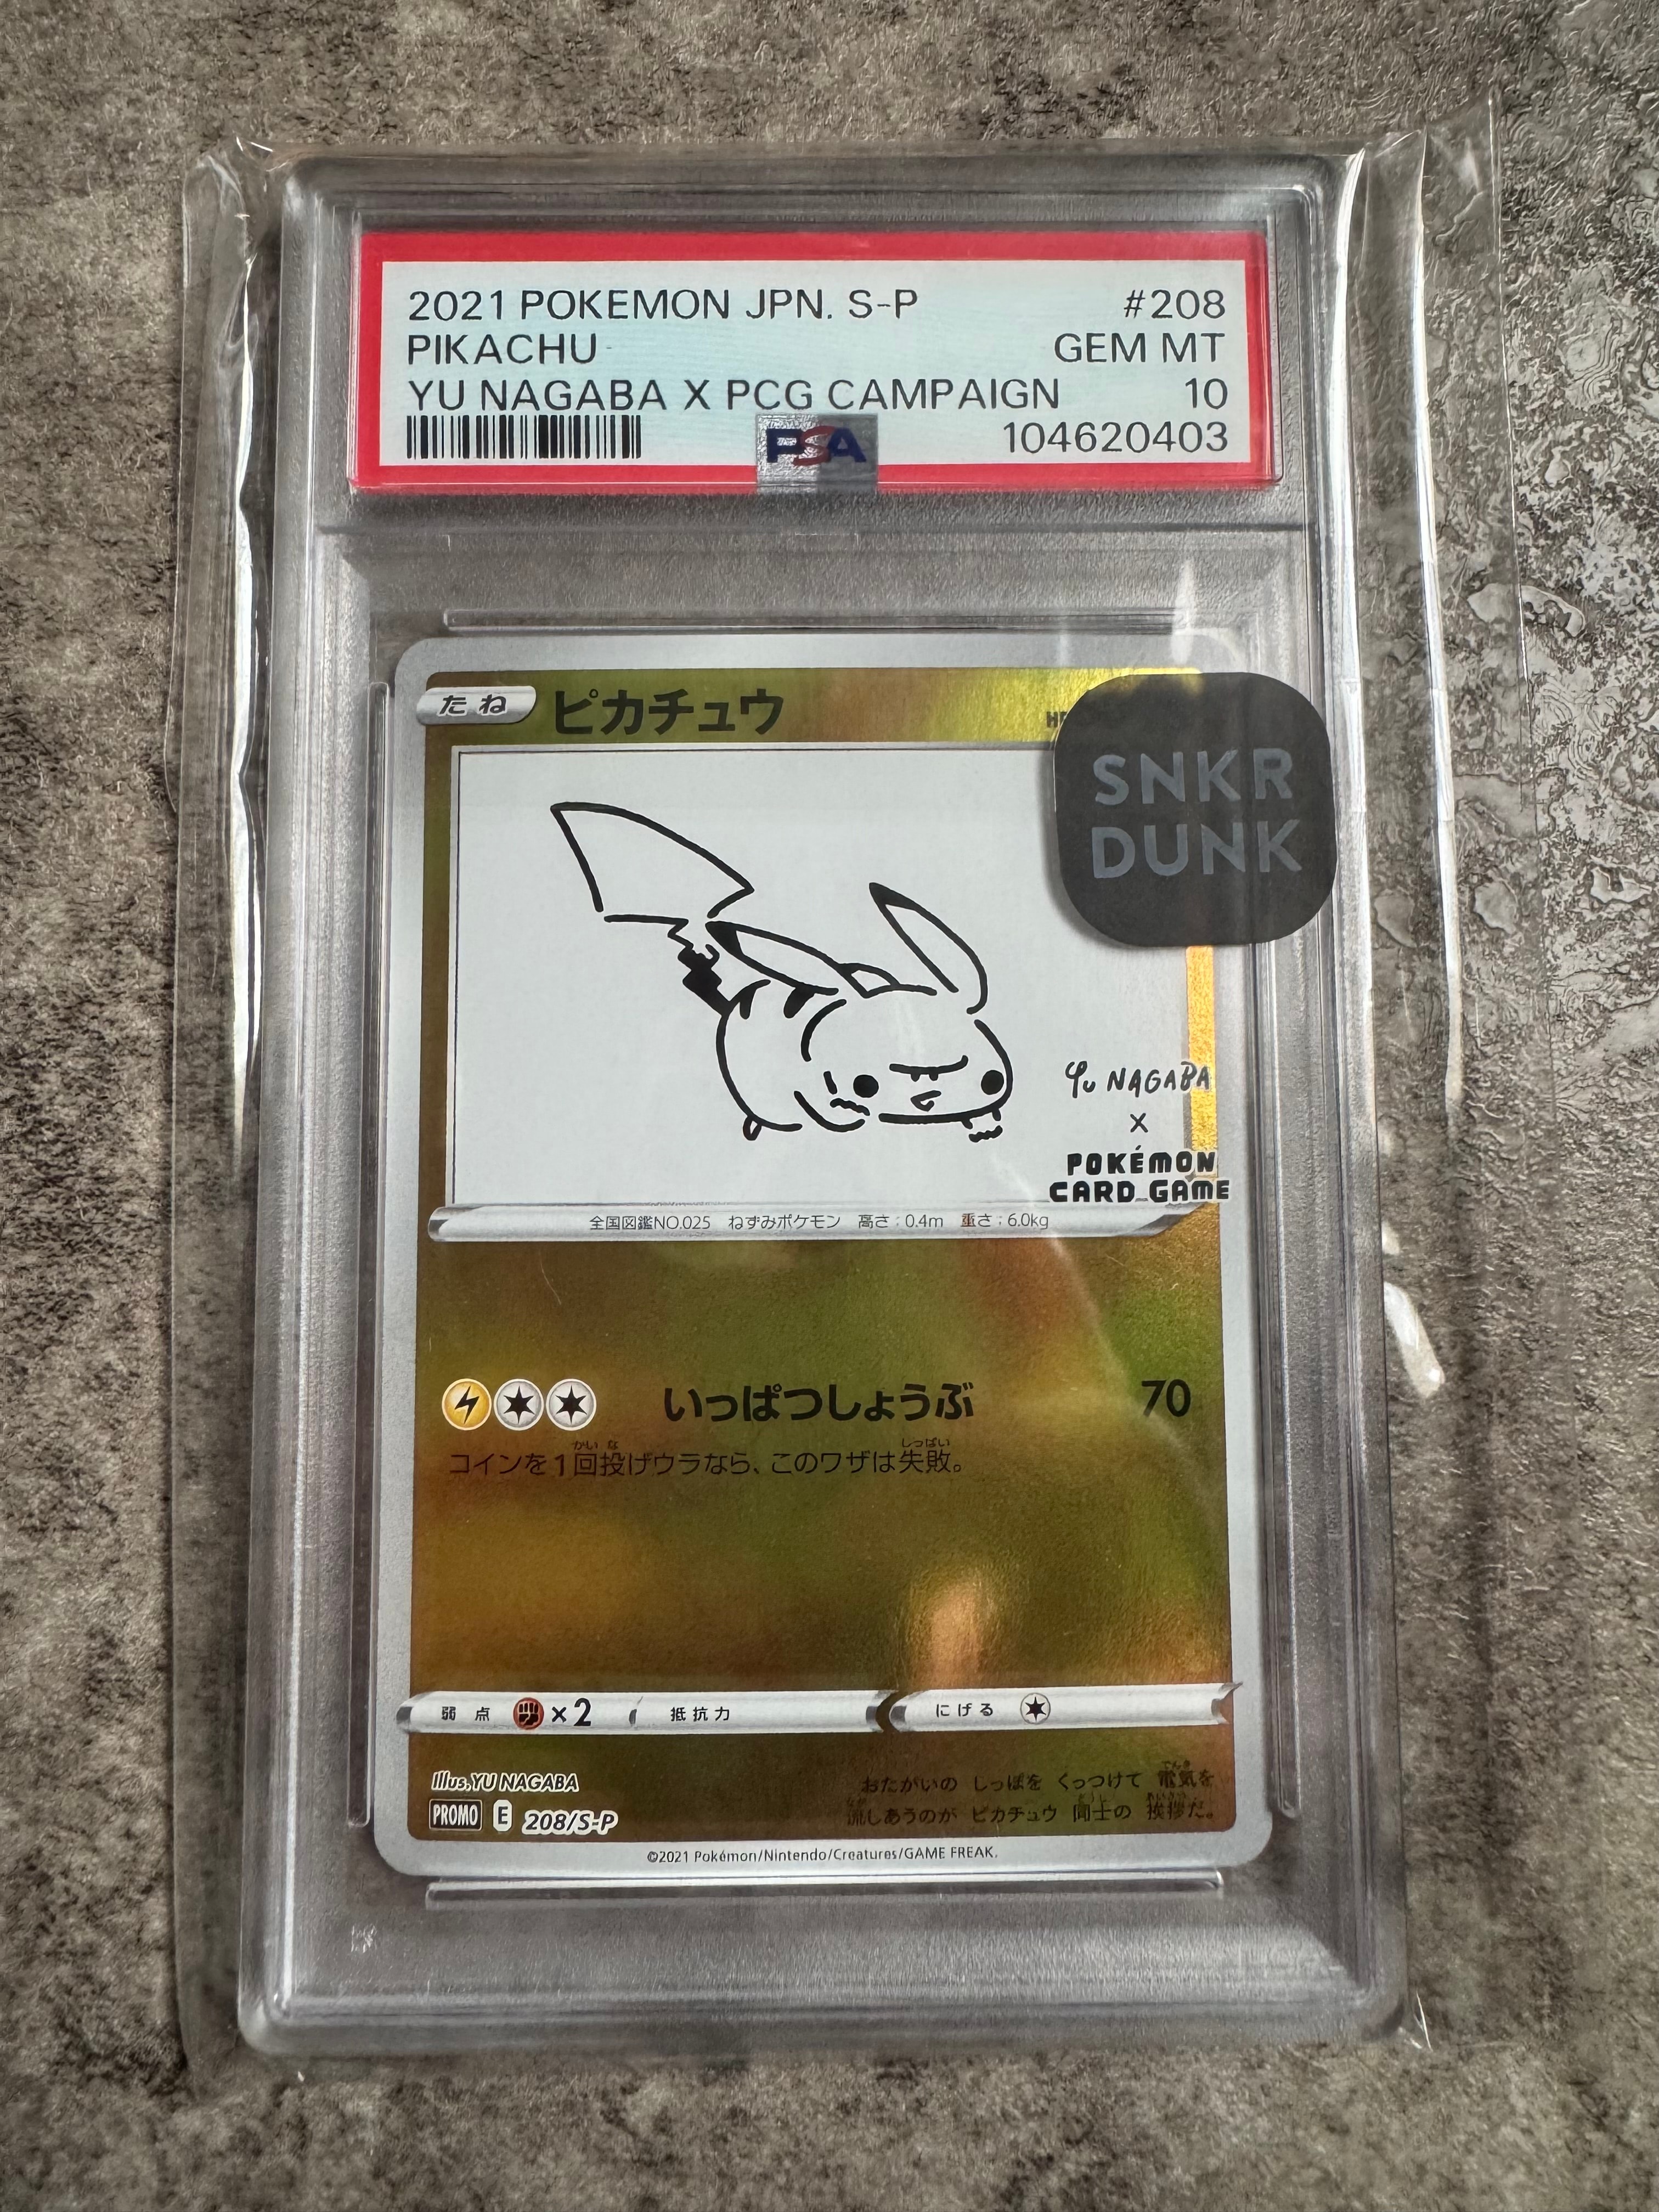 2021 POKEMON JPN. S-P #208
PIKACHU GEM MT
YU NAGABA X PCG CAMPAIGN 10
PSA 104620403
たね ピカチュウ
SNKR
DUNK
Yu NAGABA
×
POKÉMON
CARD GAME
全国図鑑NO.025 ねずみポケモン 高さ:0.4m 重さ:6.0kg
いっぱつしょうぶ 70
コインを1回投げウラなら、このワザは失敗。
弱点 ×2 抵抗力 にげる
Illus.YU NAGABA
PROMO E 208/S-P
おたがいの しっぽを くっつけて 電気を
流しあうのが ピカチュウ 同士の 挨拶だ。
©2021 Pokémon/Nintendo/Creatures/GAME FREAK.